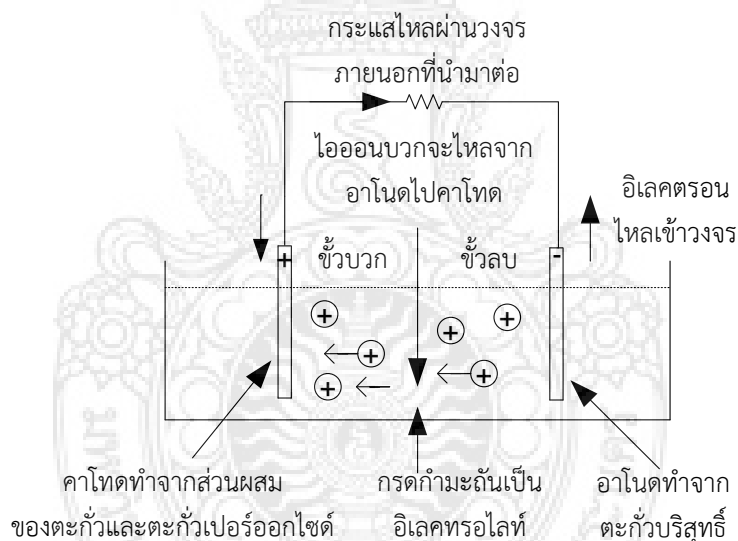 กระแสไหลผ่านวงจร
ภายนอกที่นำมาต่อ
ไอออนบวกจะไหลจาก
อาโนดไปคาโทด
อิเลคตรอน
ไหลเข้าวงจร
+ ขั้วบวก ขั้วลบ -
+ + +
+ +
+
คาโทดทำจากส่วนผสม
ของตะกั่วและตะกั่วเปอร์ออกไซด์
กรดกำมะถันเป็น
อิเลคทรอไลท์
อาโนดทำจาก
ตะกั่วบริสุทธิ์